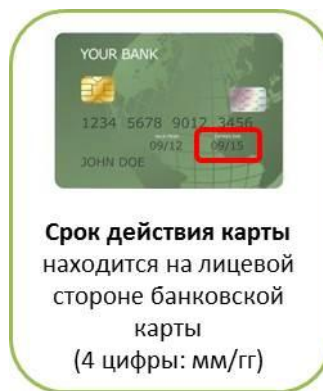 YOUR BANK
1234 5678 9012 3456
09/12 09/15
JOHN DOE
Срок действия карты
находится на лицевой
стороне банковской
карты
(4 цифры: мм/гг)